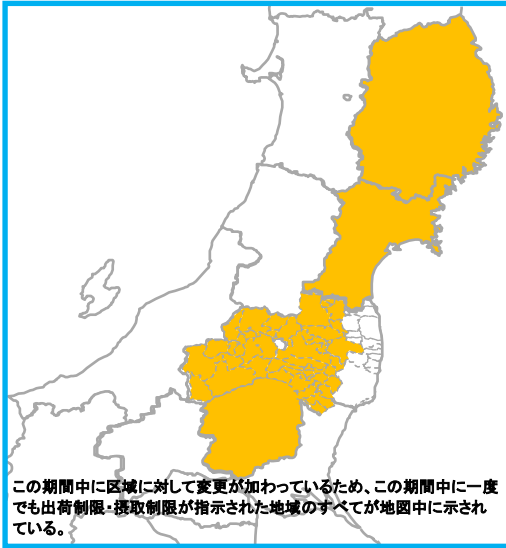 この期間中に区域に対して変更が加わっているため、この期間中に一度
でも出荷制限・摂取制限が指示された地域のすべてが地図中に示され
ている。